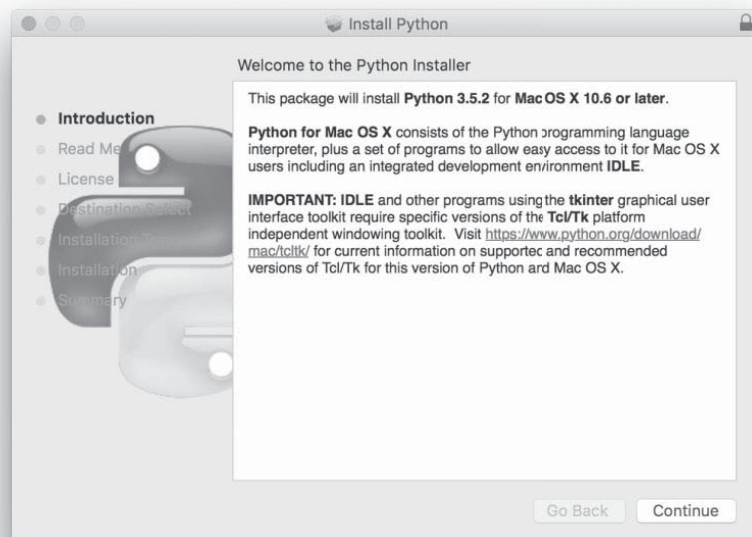 Install Python
Welcome to the Python Installer
Introduction
Read Me
License
Destination Select
Installation Type
Installation
Summary
This package will install Python 3.5.2 for Mac OS X 10.6 or later.
Python for Mac OS X consists of the Python programming language
interpreter, plus a set of programs to allow easy access to it for Mac OS X
users including an integrated development environment IDLE.
IMPORTANT: IDLE and other programs using the tkinter graphical user
interface toolkit require specific versions of the Tcl/Tk platform
independent windowing toolkit. Visit https://www.python.org/download/
mac/tcltk/ for current information on supported and recommended
versions of Tcl/Tk for this version of Python and Mac OS X.
Go Back
Continue